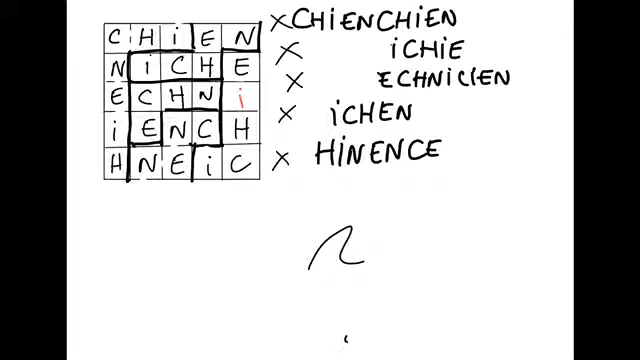 C H i E N × CHiENCHiEN
N i C H E × iCHiE
E C H N i × ECHNiCiEN
i E N C H × iCHEN
H N E i C × HiNENCE